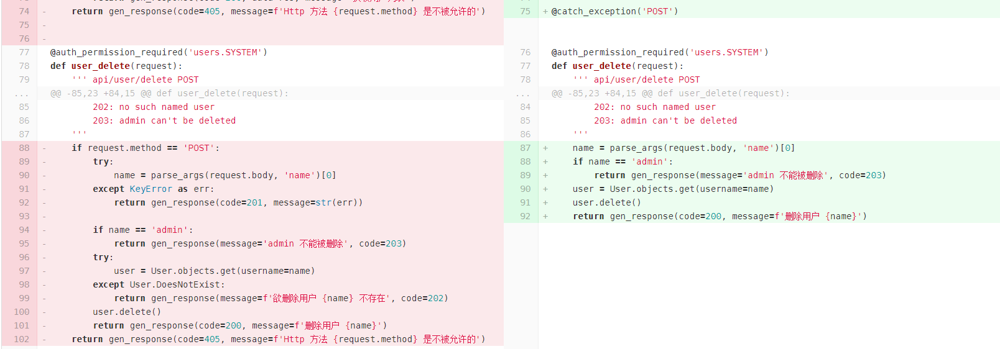 74 return gen_response(code=405, message=f'Http 方法 {request.method} 是不被允许的')
75 -
76 -
77 @auth_permission_required('users.SYSTEM')
78 def user_delete(request):
79 ''' api/user/delete POST
... @@ -85,23 +84,15 @@ def user_delete(request):
85 202: no such named user
86 203: admin can't be deleted
87 '''
88 - if request.method == 'POST':
89 - try:
90 - name = parse_args(request.body, 'name')[0]
91 - except KeyError as err:
92 - return gen_response(code=201, message=str(err))
93 -
94 - if name == 'admin':
95 - return gen_response(message='admin 不能被删除', code=203)
96 - try:
97 - user = User.objects.get(username=name)
98 - except User.DoesNotExist:
99 - return gen_response(message=f'欲删除用户 {name} 不存在', code=202)
100 - user.delete()
101 - return gen_response(code=200, message=f'删除用户 {name}')
102 - return gen_response(code=405, message=f'Http 方法 {request.method} 是不被允许的')
75 + @catch_exception('POST')
76 @auth_permission_required('users.SYSTEM')
77 def user_delete(request):
78 ''' api/user/delete POST
... @@ -85,23 +84,15 @@ def user_delete(request):
84 202: no such named user
85 203: admin can't be deleted
86 '''
87 + name = parse_args(request.body, 'name')[0]
88 + if name == 'admin':
89 + return gen_response(message='admin 不能被删除', code=203)
90 + user = User.objects.get(username=name)
91 + user.delete()
92 + return gen_response(code=200, message=f'删除用户 {name}')